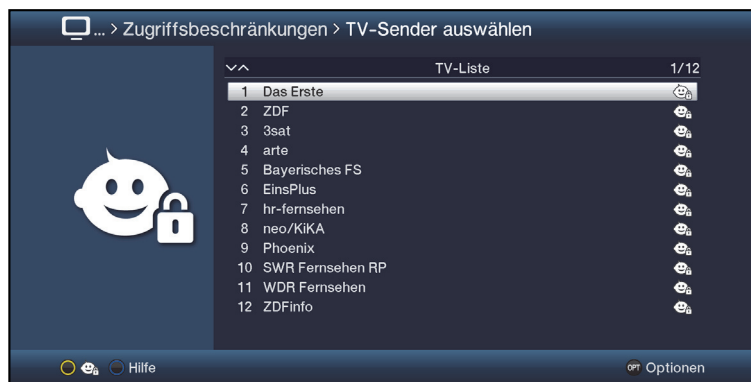 ... > Zugriffsbeschränkungen > TV-Sender auswählen
TV-Liste 1/12
1 Das Erste
2 ZDF
3 3sat
4 arte
5 Bayerisches FS
6 EinsPlus
7 hr-fernsehen
8 neo/KiKA
9 Phoenix
10 SWR Fernsehen RP
11 WDR Fernsehen
12 ZDFinfo
Hilfe OPT Optionen